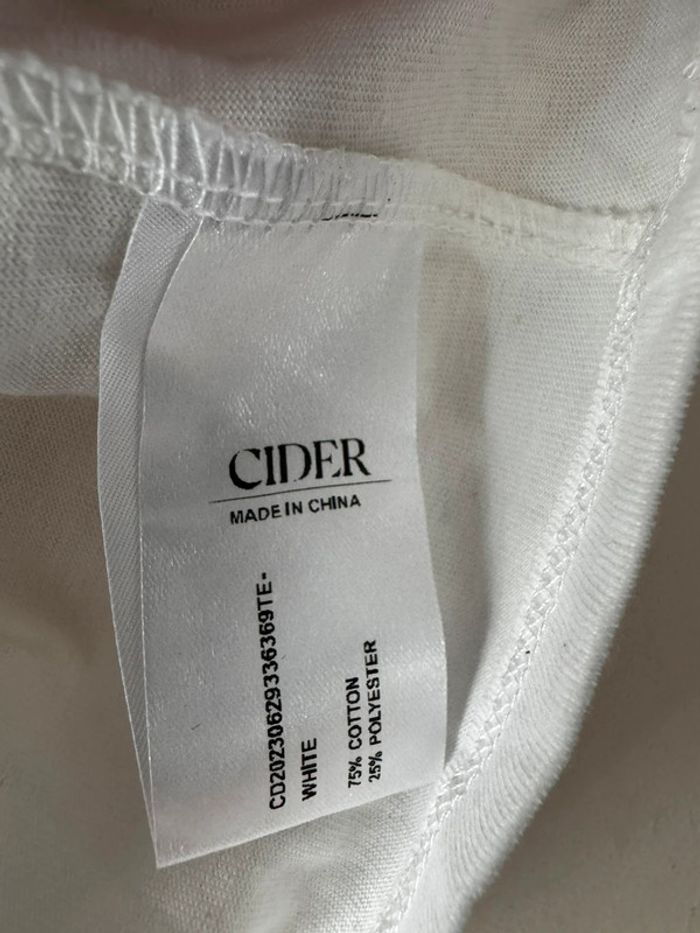 CIDER
MADE IN CHINA
CD20230629336369TE-
WHITE
75% COTTON
25% POLYESTER